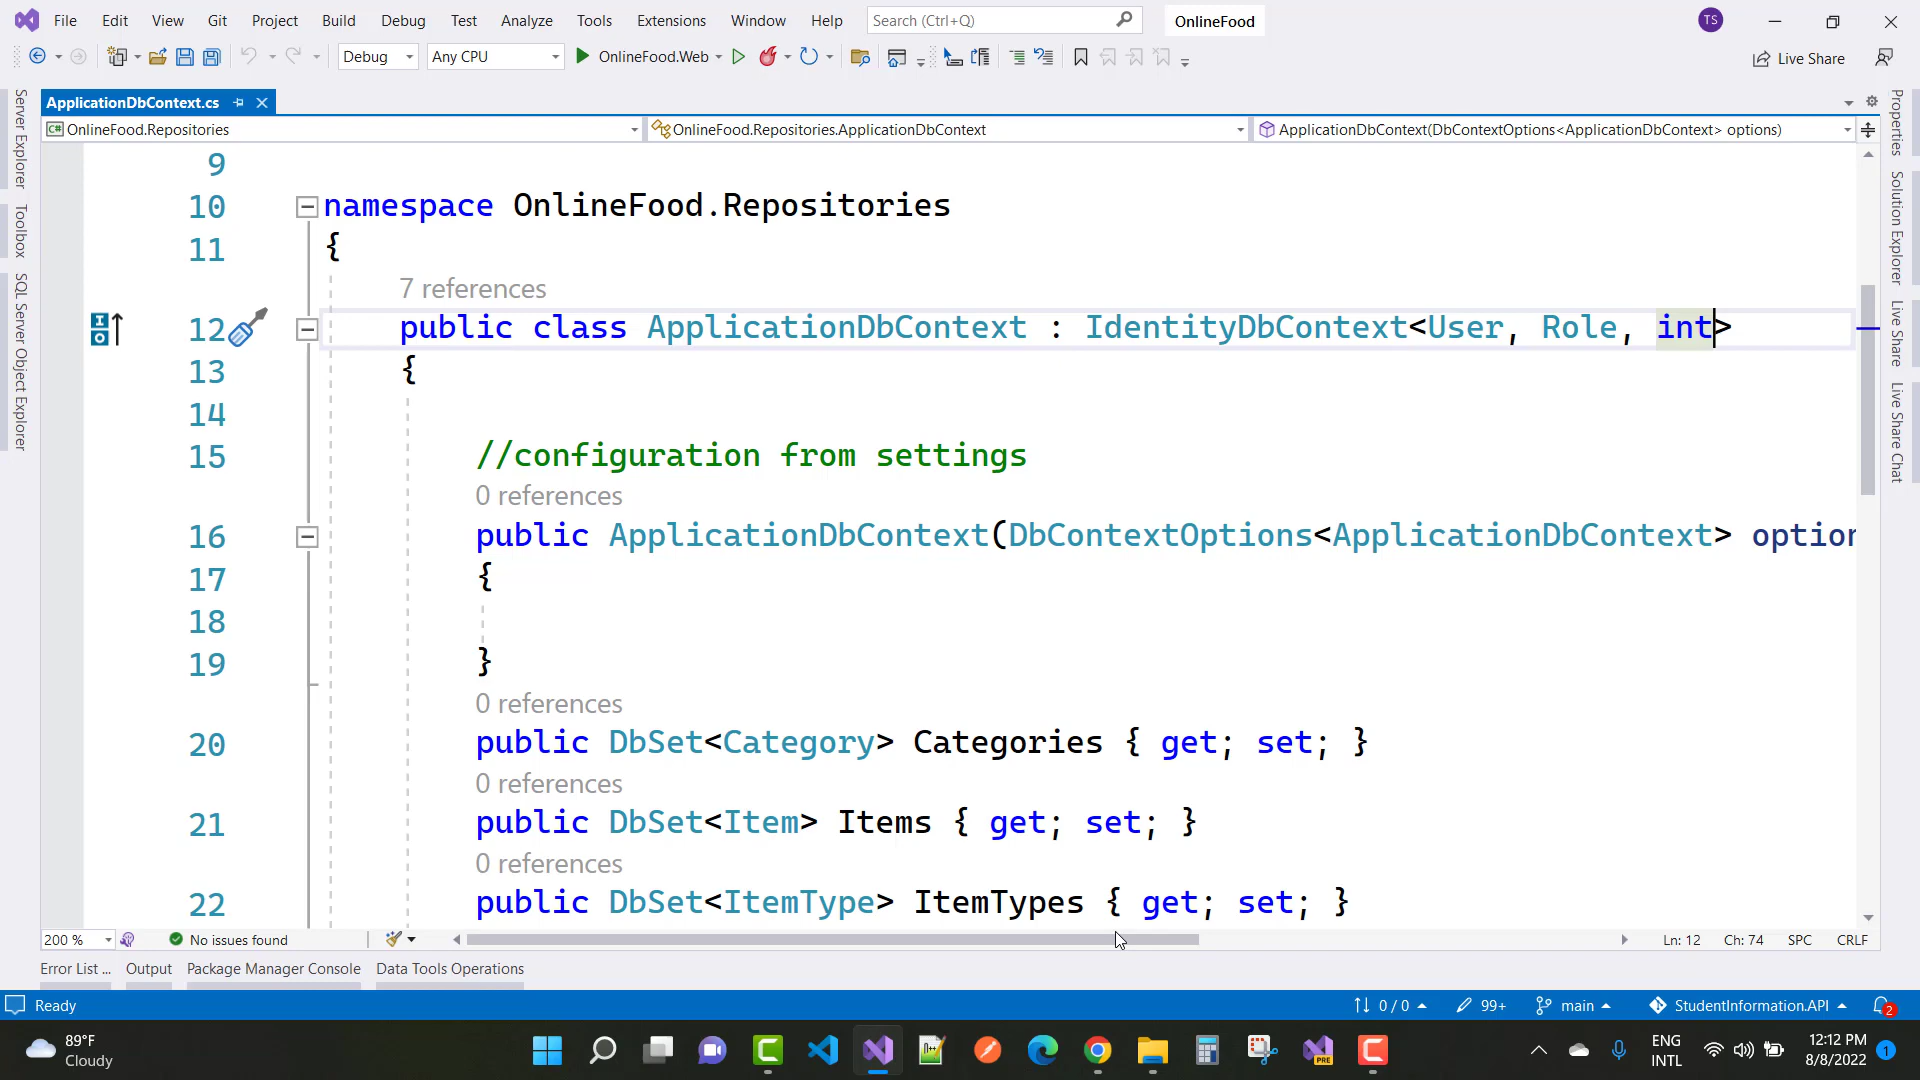 File Edit View Git Project Build Debug Test Analyze Tools Extensions Window Help Search (Ctrl+Q) OnlineFood TS
Debug Any CPU OnlineFood.Web Live Share
ApplicationDbContext.cs
OnlineFood.Repositories OnlineFood.Repositories.ApplicationDbContext ApplicationDbContext(DbContextOptions<ApplicationDbContext> options)
Server Explorer
Toolbox
SQL Server Object Explorer
9
10 namespace OnlineFood.Repositories
11 {
7 references
12 public class ApplicationDbContext : IdentityDbContext<User, Role, int>
13 {
14
15 //configuration from settings
0 references
16 public ApplicationDbContext(DbContextOptions<ApplicationDbContext> option
17 {
18
19 }
0 references
20 public DbSet<Category> Categories { get; set; }
0 references
21 public DbSet<Item> Items { get; set; }
0 references
22 public DbSet<ItemType> ItemTypes { get; set; }
Properties
Solution Explorer
Live Share
Live Share Chat
200 % No issues found Ln: 12 Ch: 74 SPC CRLF
Error List ... Output Package Manager Console Data Tools Operations
Ready 0 / 0 99+ main StudentInformation.API 2
89°F
Cloudy
PRE
ENG
INTL
12:12 PM
8/8/2022
1